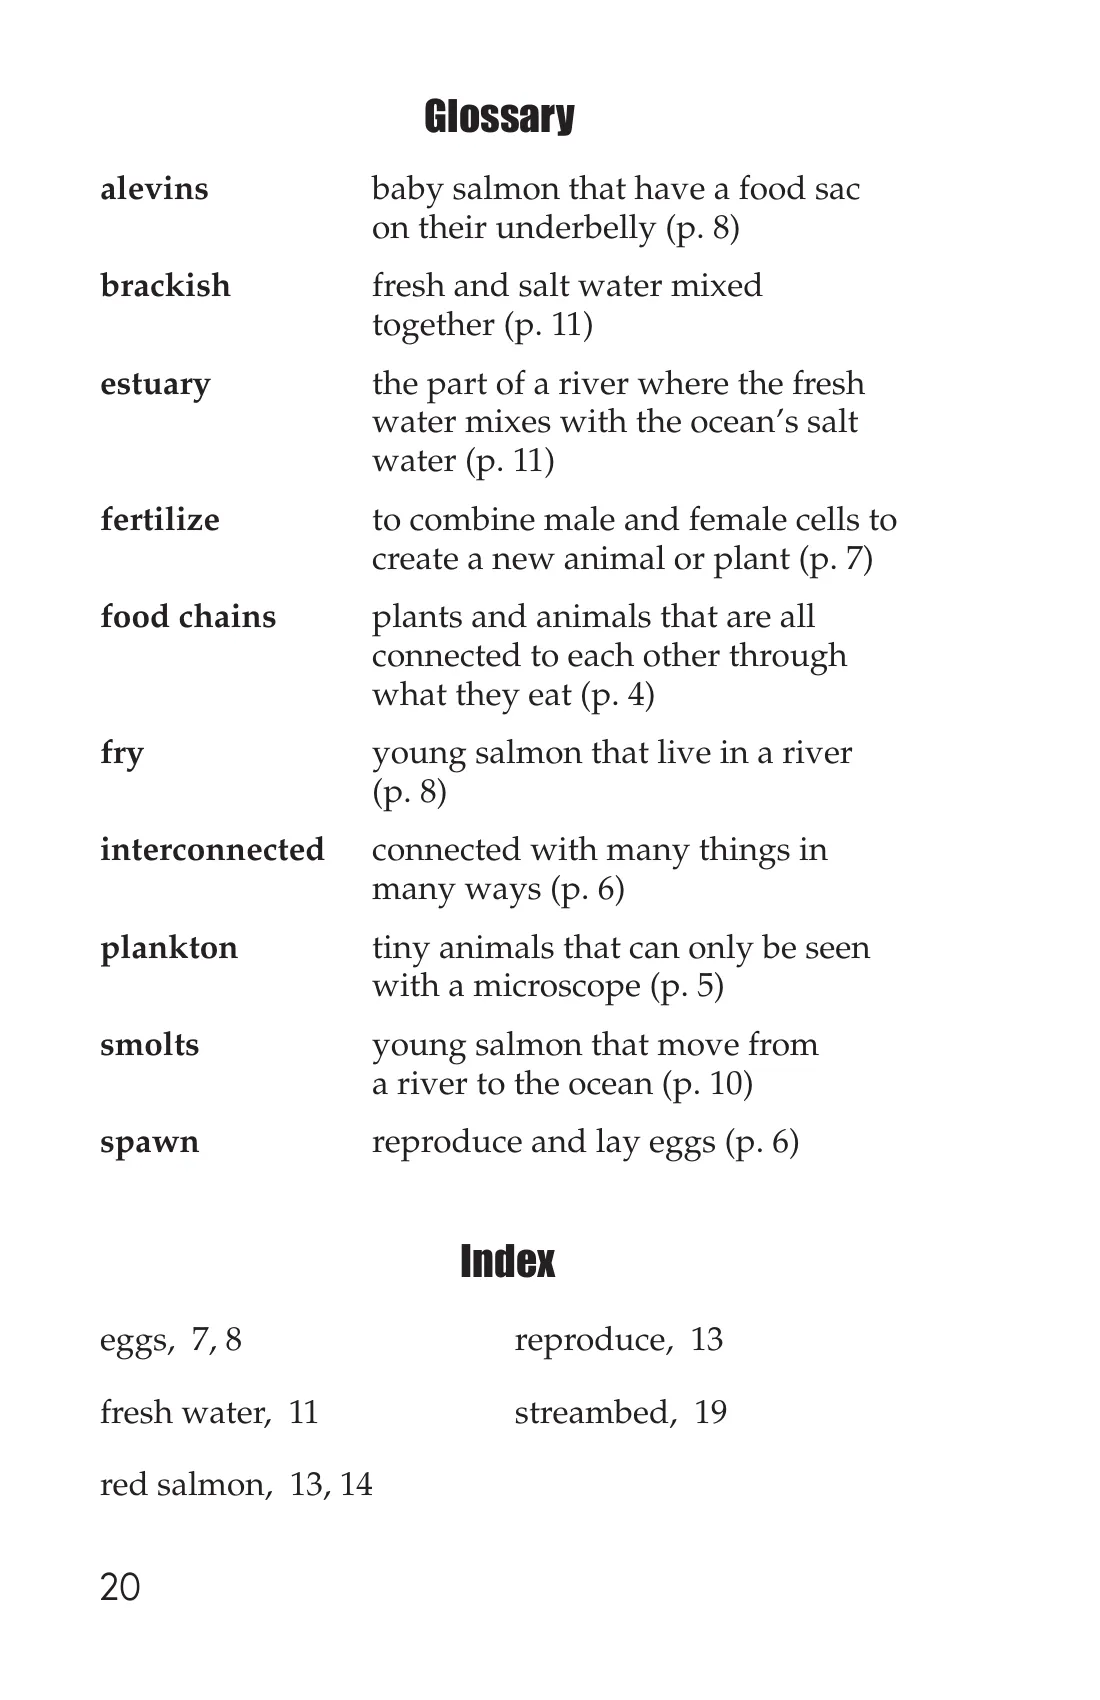 Glossary
alevins baby salmon that have a food sac
on their underbelly (p. 8)
brackish fresh and salt water mixed
together (p. 11)
estuary the part of a river where the fresh
water mixes with the ocean’s salt
water (p. 11)
fertilize to combine male and female cells to
create a new animal or plant (p. 7)
food chains plants and animals that are all
connected to each other through
what they eat (p. 4)
fry young salmon that live in a river
(p. 8)
interconnected connected with many things in
many ways (p. 6)
plankton tiny animals that can only be seen
with a microscope (p. 5)
smolts young salmon that move from
a river to the ocean (p. 10)
spawn reproduce and lay eggs (p. 6)
Index
eggs, 7, 8
fresh water, 11
red salmon, 13, 14
reproduce, 13
streambed, 19
20